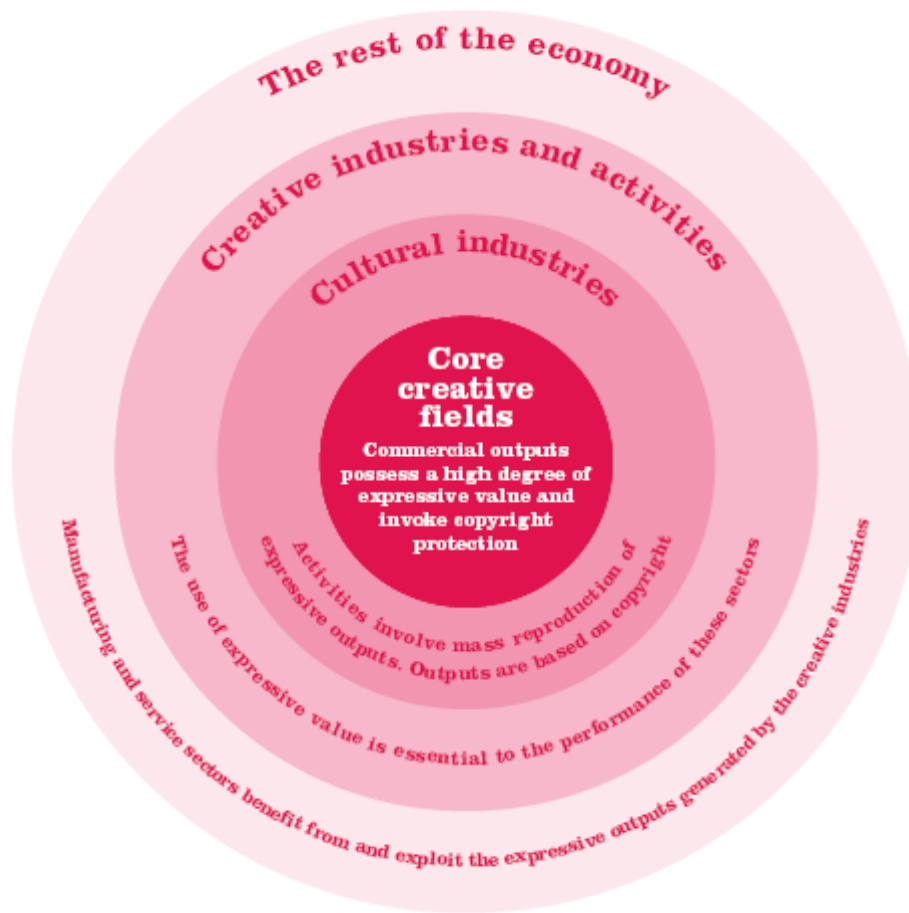 The rest of the economy
Creative industries and activities
Cultural industries
Core
creative
fields
Commercial outputs
possess a high degree of
expressive value and
invoke copyright
protection
Activities involve mass reproduction of
expressive outputs. Outputs are based on copyright
The use of expressive value is essential to the performance of these sectors
Manufacturing and service sectors benefit from and exploit the expressive outputs generated by the creative industries